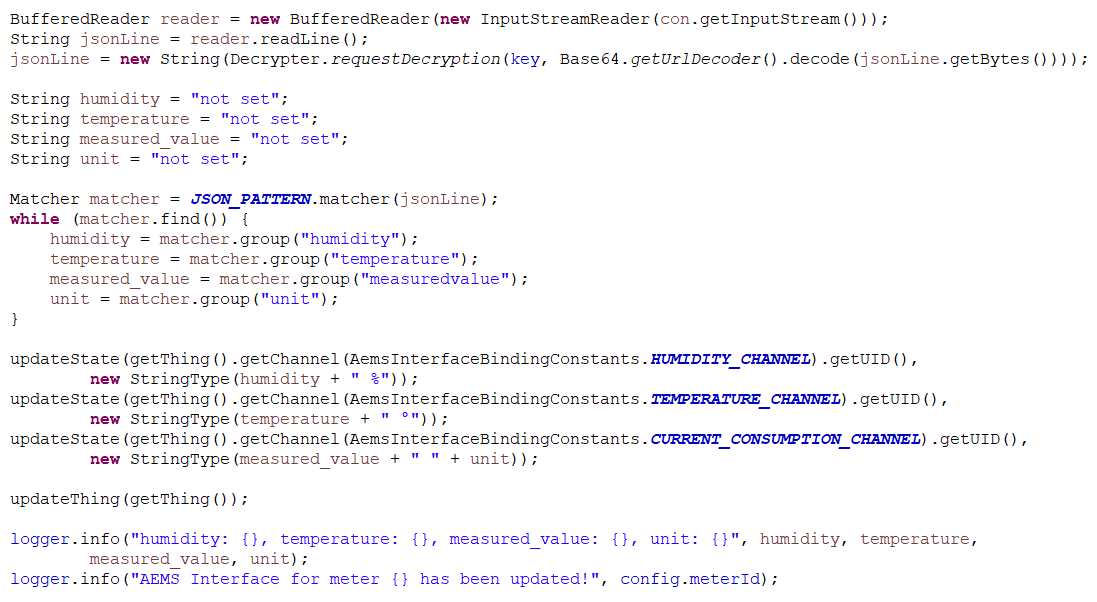 BufferedReader reader = new BufferedReader(new InputStreamReader(con.getInputStream()));
String jsonLine = reader.readLine();
jsonLine = new String(Decrypter.requestDecryption(key, Base64.getUrlDecoder().decode(jsonLine.getBytes())));

String humidity = "not set";
String temperature = "not set";
String measured_value = "not set";
String unit = "not set";

Matcher matcher = JSON_PATTERN.matcher(jsonLine);
while (matcher.find()) {
    humidity = matcher.group("humidity");
    temperature = matcher.group("temperature");
    measured_value = matcher.group("measuredvalue");
    unit = matcher.group("unit");
}

updateState(getThing().getChannel(AemsInterfaceBindingConstants.HUMIDITY_CHANNEL).getUID(),
        new StringType(humidity + " %"));
updateState(getThing().getChannel(AemsInterfaceBindingConstants.TEMPERATURE_CHANNEL).getUID(),
        new StringType(temperature + " °"));
updateState(getThing().getChannel(AemsInterfaceBindingConstants.CURRENT_CONSUMPTION_CHANNEL).getUID(),
        new StringType(measured_value + " " + unit));

updateThing(getThing());

logger.info("humidity: {}, temperature: {}, measured_value: {}, unit: {}", humidity, temperature,
        measured_value, unit);
logger.info("AEMS Interface for meter {} has been updated!", config.meterId);